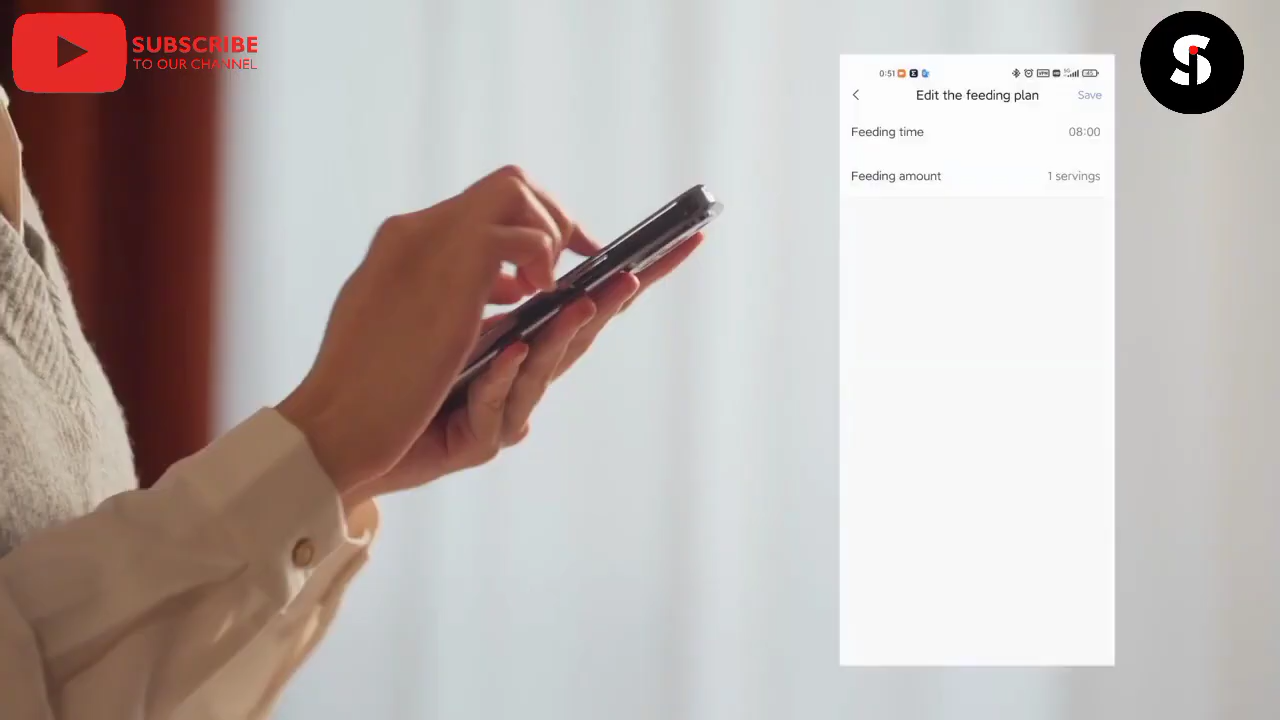 SUBSCRIBE
TO OUR CHANNEL
0:51
Edit the feeding plan
Save
Feeding time
08:00
Feeding amount
1 servings